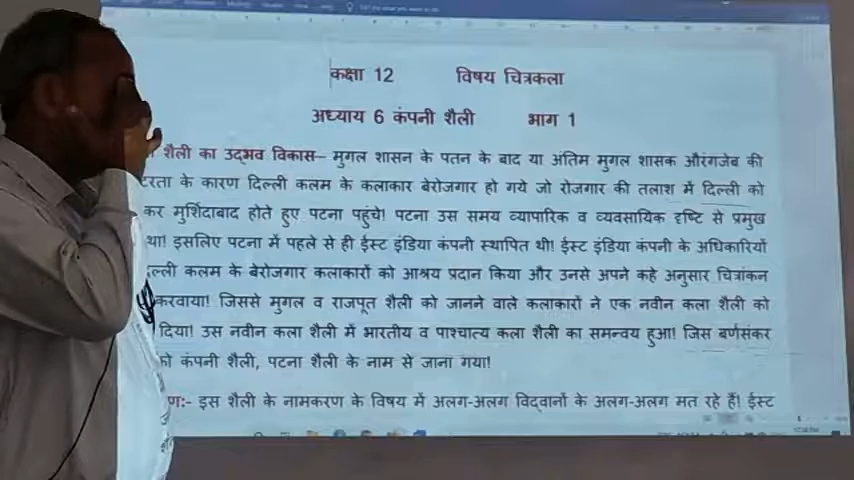 कक्षा 12 विषय चित्रकला
अध्याय 6 कंपनी शैली भाग 1
शैली का उद्भव विकास– मुगल शासन के पतन के बाद या अंतिम मुगल शासक औरंगजेब की
टरता के कारण दिल्ली कलम के कलाकार बेरोजगार हो गये जो रोजगार की तलाश में दिल्ली को
कर मुर्शिदाबाद होते हुए पटना पहुंचे! पटना उस समय व्यापारिक व व्यवसायिक दृष्टि से प्रमुख
था! इसलिए पटना में पहले से ही ईस्ट इंडिया कंपनी स्थापित थी! ईस्ट इंडिया कंपनी के अधिकारियों
ल्ली कलम के बेरोजगार कलाकारों को आश्रय प्रदान किया और उनसे अपने कहे अनुसार चित्रांकन
करवाया! जिससे मुगल व राजपूत शैली को जानने वाले कलाकारों ने एक नवीन कला शैली को
दिया! उस नवीन कला शैली में भारतीय व पाश्चात्य कला शैली का समन्वय हुआ! जिस बर्णसंकर
को कंपनी शैली, पटना शैली के नाम से जाना गया!
ण:- इस शैली के नामकरण के विषय में अलग-अलग विद्वानों के अलग-अलग मत रहे हैं! ईस्ट